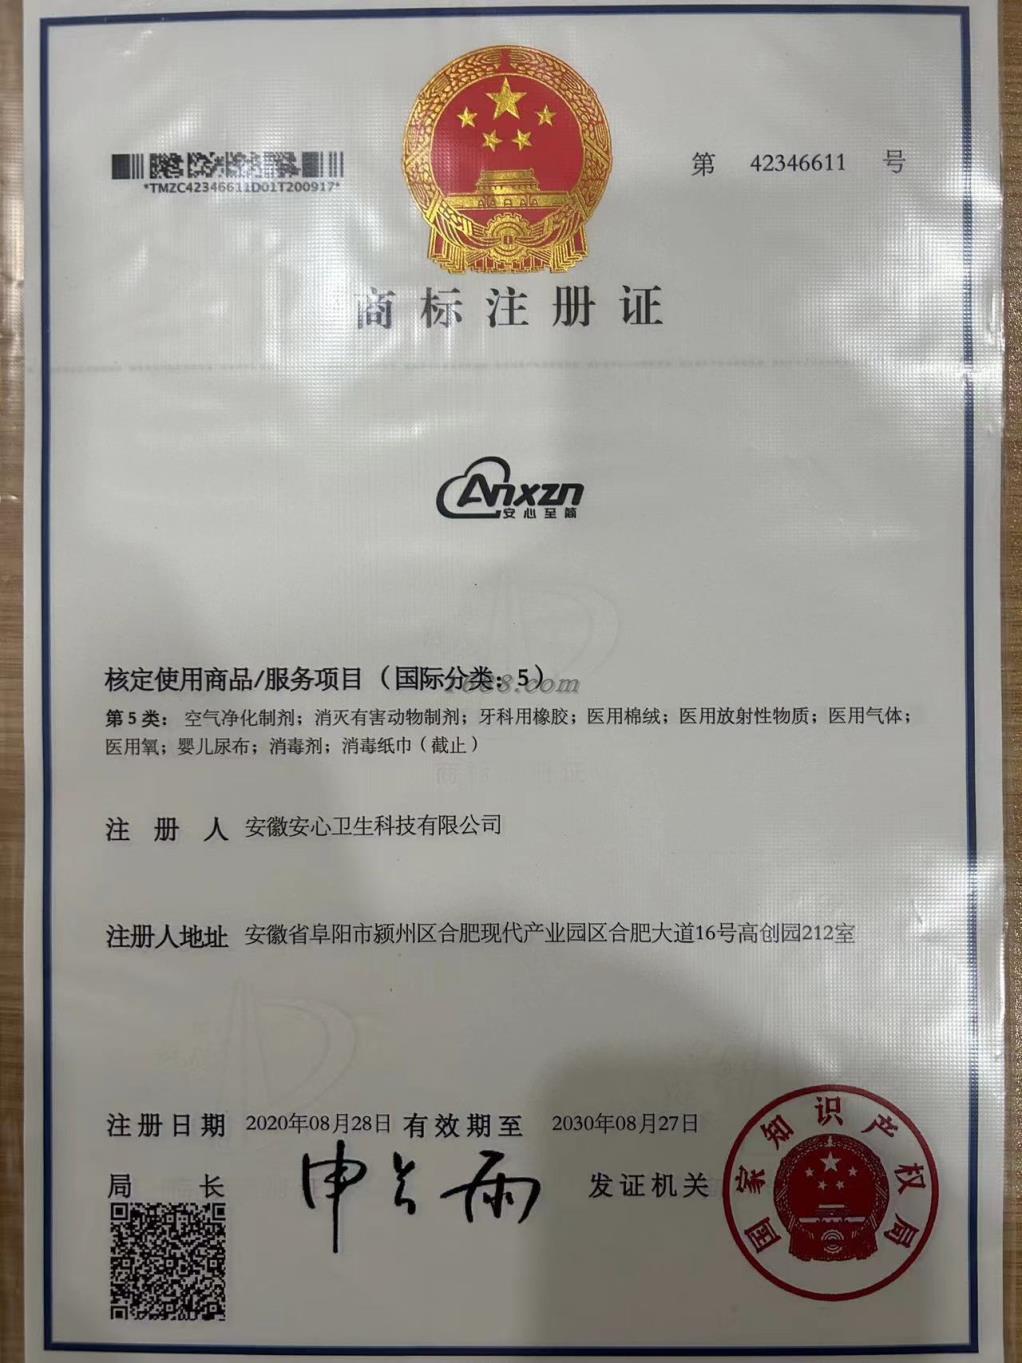 第 42346611 号
*TMZC42346611D01T200917*
商标注册证
Anxzn
安心至简
核定使用商品/服务项目（国际分类：5）
1688.com
第5类：空气净化制剂；消灭有害动物制剂；牙科用橡胶；医用棉绒；医用放射性物质；医用气体；
医用氧；婴儿尿布；消毒剂；消毒纸巾（截止）
注册人 安徽安心卫生科技有限公司
注册人地址 安徽省阜阳市颍州区合肥现代产业园区合肥大道16号高创园212室
注册日期 2020年08月28日 有效期至 2030年08月27日
局长 申长雨 发证机关
国家知识产权局